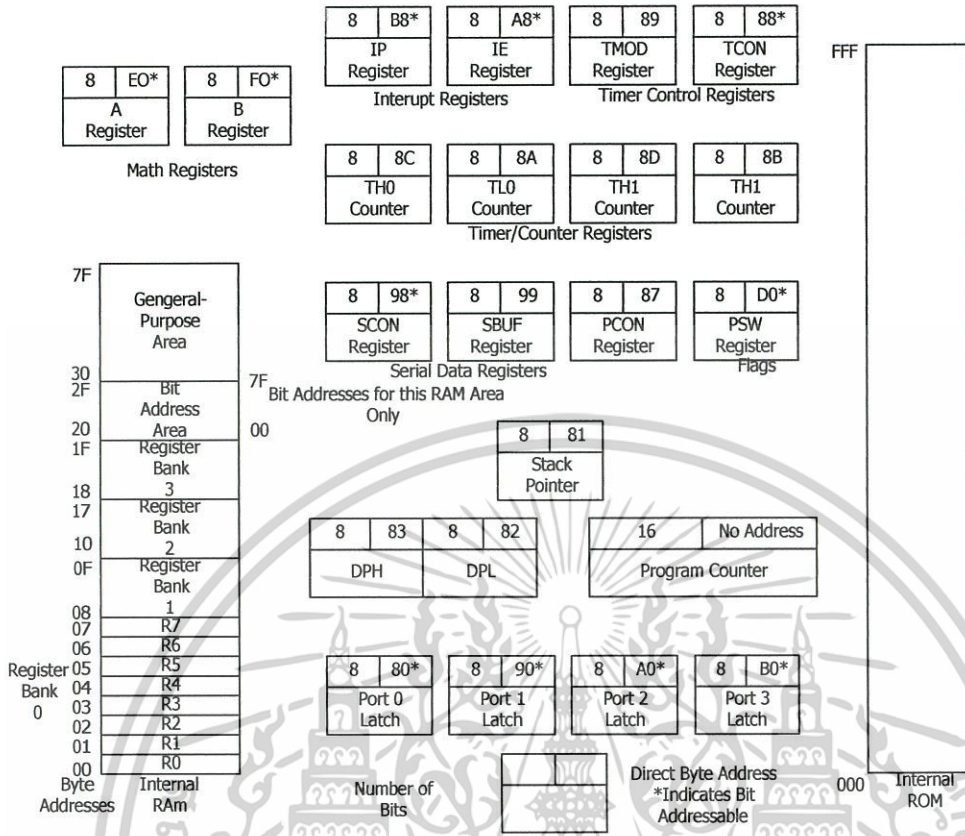 8 B8*
IP
Register
8 A8*
IE
Register
Interupt Registers
8 89
TMOD
Register
8 88*
TCON
Register
Timer Control Registers
8 EO*
A
Register
8 FO*
B
Register
Math Registers
8 8C
TH0
Counter
8 8A
TL0
Counter
8 8D
TH1
Counter
8 8B
TH1
Counter
Timer/Counter Registers
8 98*
SCON
Register
8 99
SBUF
Register
8 87
PCON
Register
Serial Data Registers
8 D0*
PSW
Register
Flags
7F
Gengeral-
Purpose
Area
30
2F
Bit
Address
Area
20
7F
Bit Addresses for this RAM Area
Only
00
1F
Register
Bank
3
18
17
Register
Bank
2
10
0F
Register
Bank
1
08
07 R7
06 R6
05 R5
04 R4
03 R3
02 R2
01 R1
00 R0
Register
Bank
0
Byte
Addresses
Internal
RAm
8 81
Stack
Pointer
8 83 8 82
DPH DPL
16 No Address
Program Counter
8 80*
Port 0
Latch
8 90*
Port 1
Latch
8 A0*
Port 2
Latch
8 B0*
Port 3
Latch
Number of
Bits
Direct Byte Address
*Indicates Bit
Addressable
FFF
000
Internal
ROM